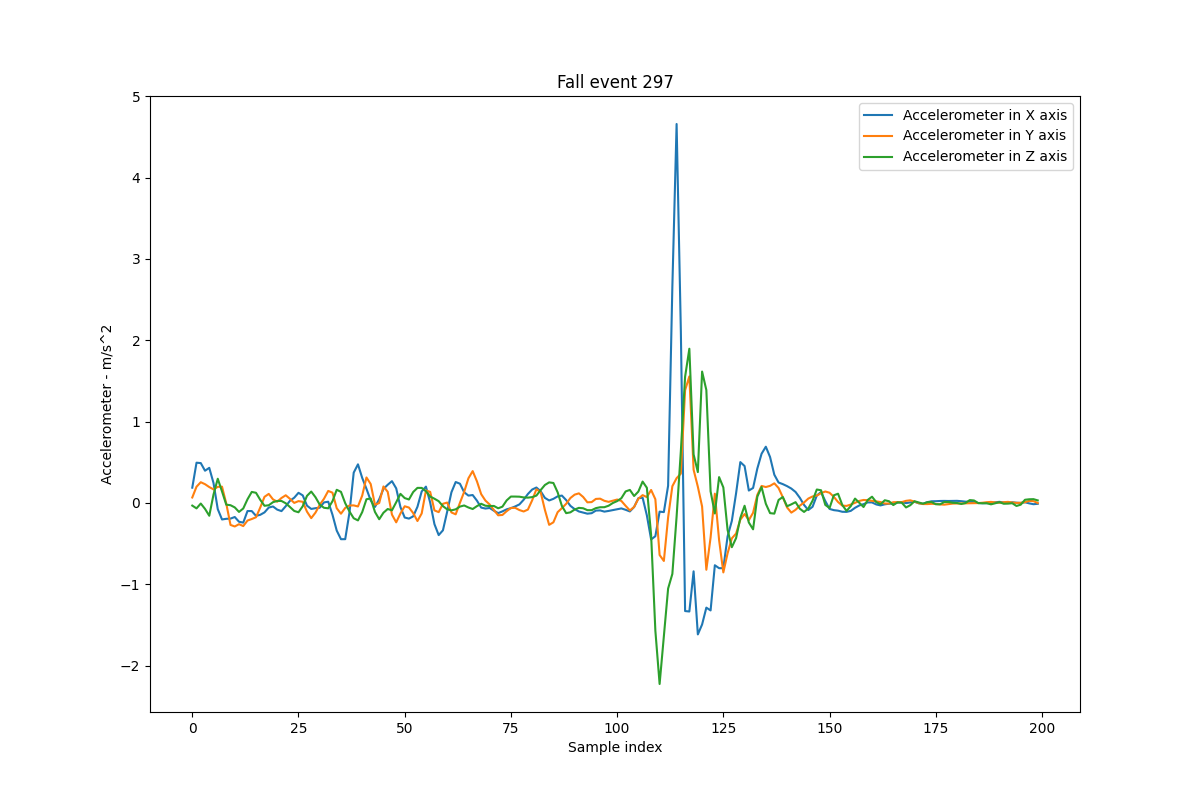 Fall event 297
Accelerometer in X axis
Accelerometer in Y axis
Accelerometer in Z axis
5
4
3
2
1
0
−1
−2
Accelerometer - m/s^2
0 25 50 75 100 125 150 175 200
Sample index